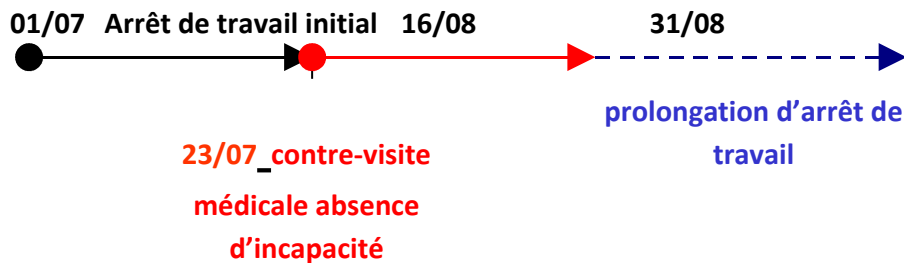 01/07 Arrêt de travail initial 16/08 31/08
prolongation d’arrêt de
travail
23/07_contre-visite
médicale absence
d’incapacité